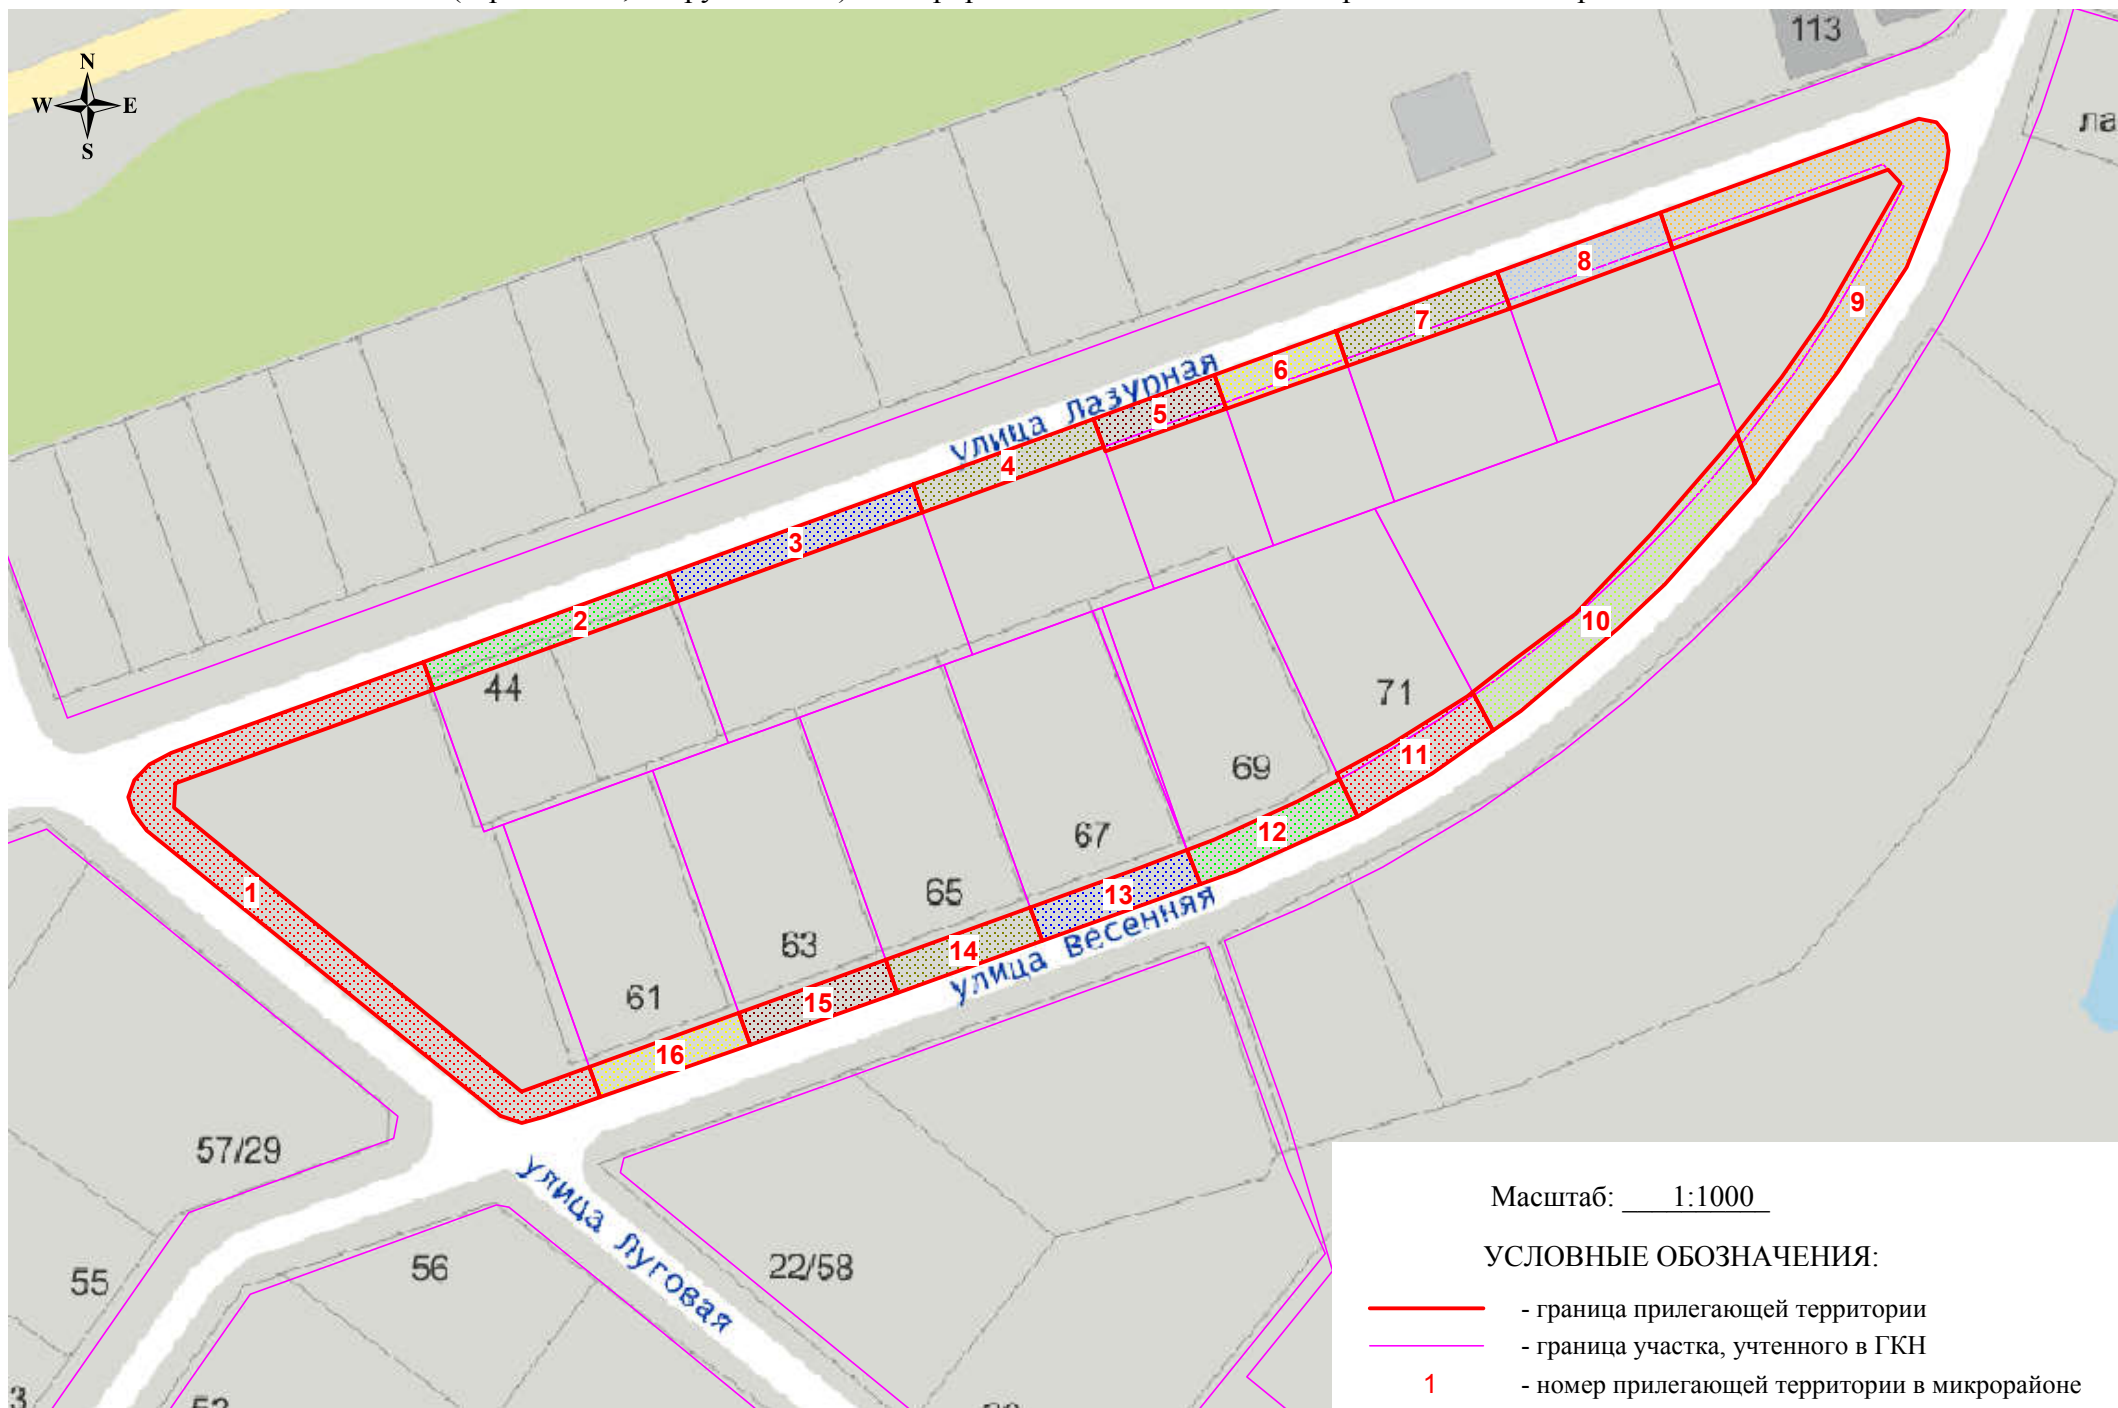 N
W E
S
113
ла
8
9
7
6
5
улица Лазурная
4
3
2
10
44
71
11
69
12
67
1
65
13
улица Весенняя
63
14
61
15
16
57/29
улица Луговая
55
56
22/58
Масштаб: 1:1000
УСЛОВНЫЕ ОБОЗНАЧЕНИЯ:
- граница прилегающей территории
- граница участка, учтенного в ГКН
1 - номер прилегающей территории в микрорайоне